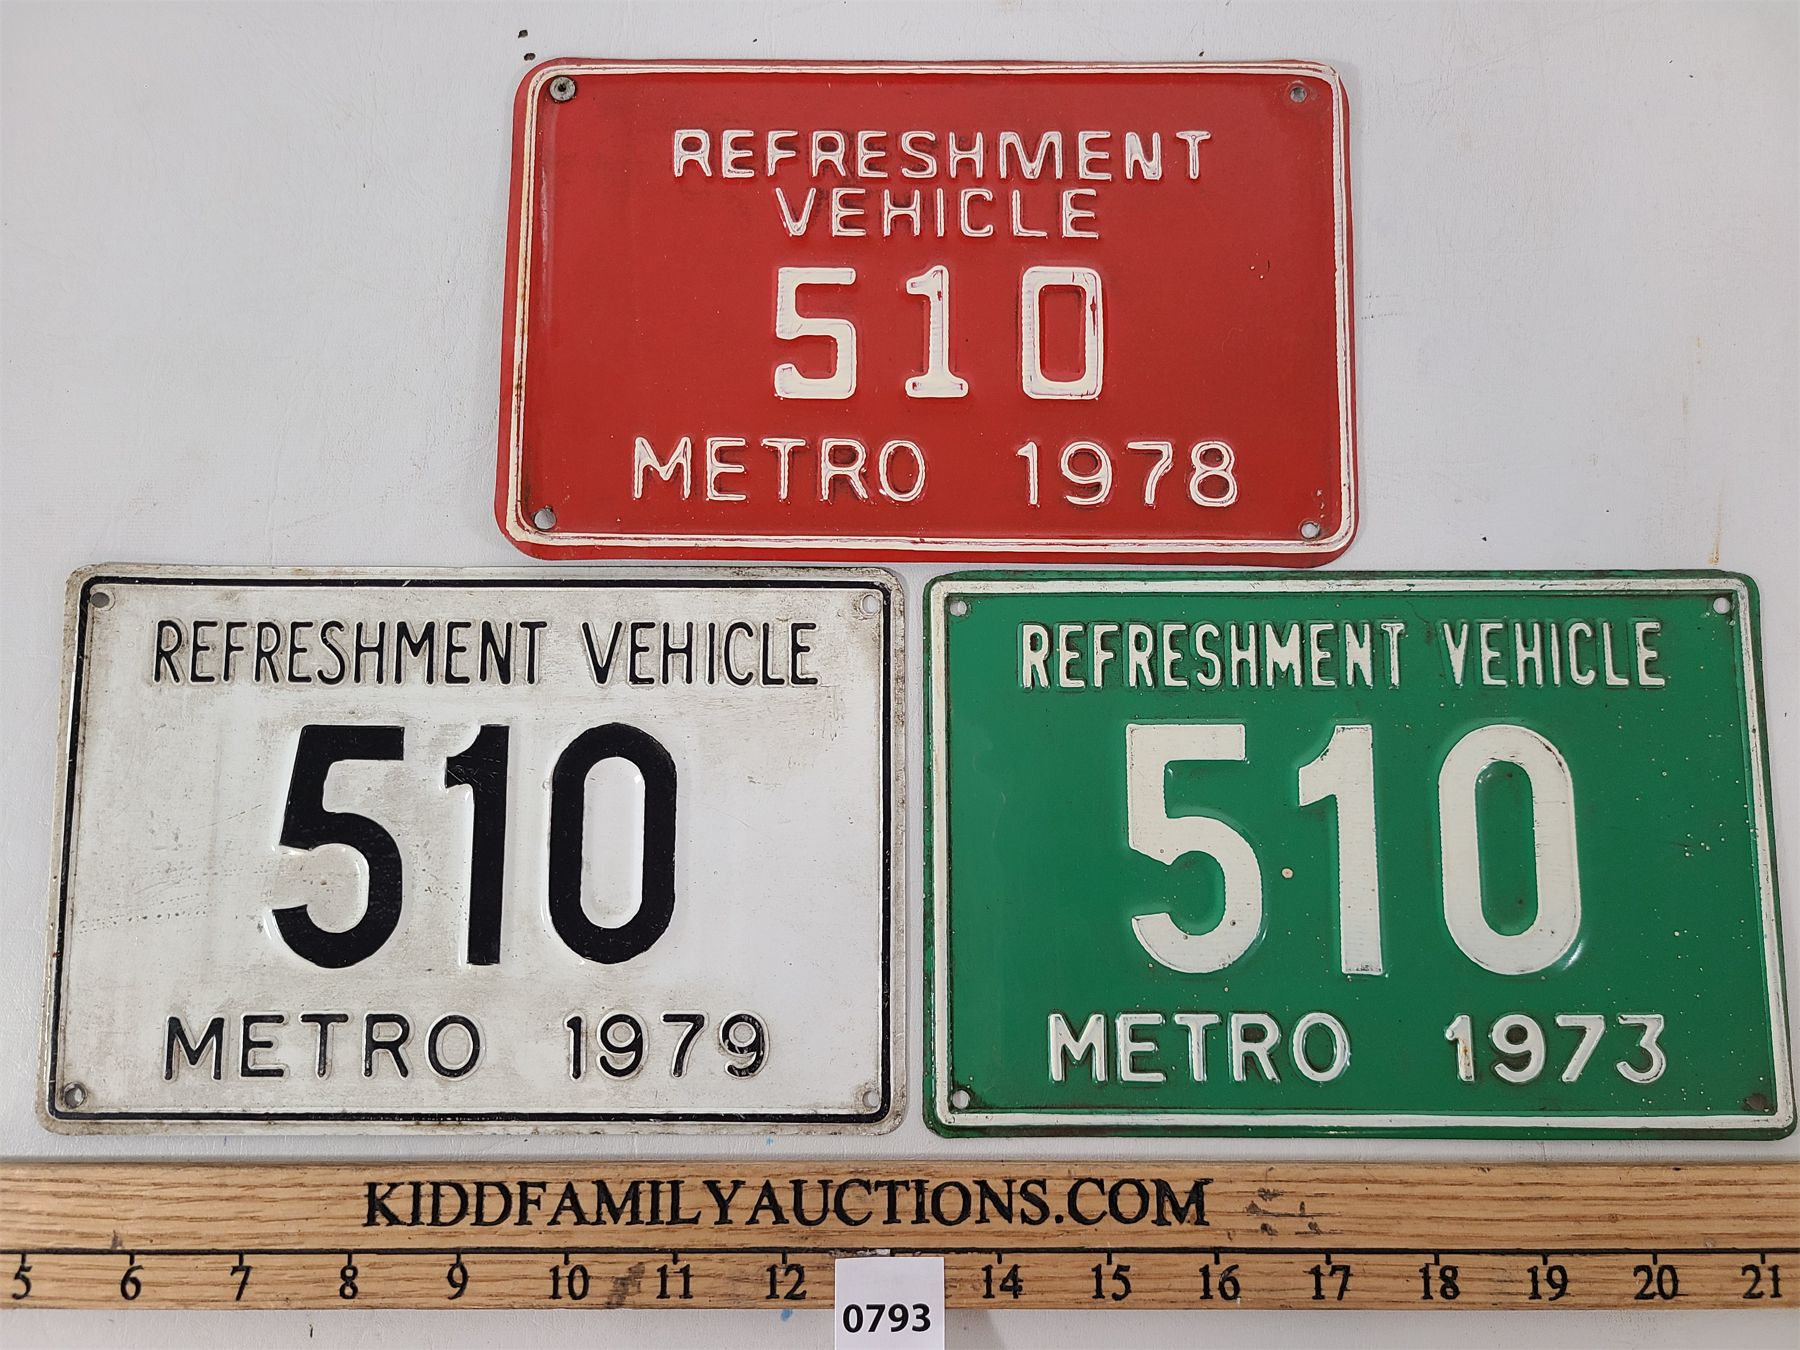 REFRESHMENT
VEHICLE
510
METRO 1978
REFRESHMENT VEHICLE
510
METRO 1979
REFRESHMENT VEHICLE
510
METRO 1973
KIDDFAMILYAUCTIONS.COM
5 6 7 8 9 10 11 12 14 15 16 17 18 19 20 21
0793